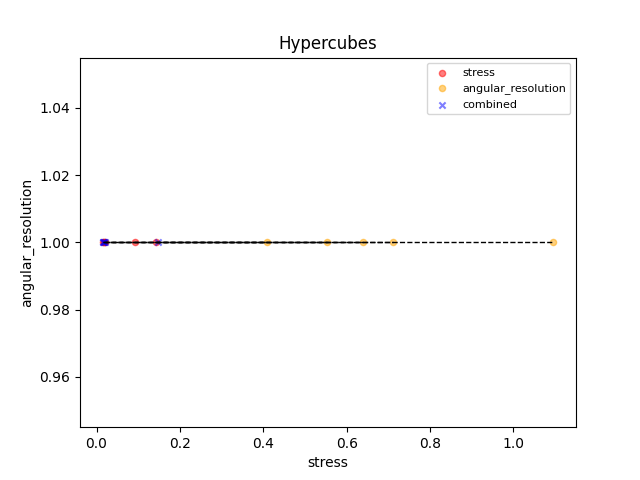 Hypercubes
stress
angular_resolution
combined
1.04
1.02
1.00
0.98
0.96
angular_resolution
0.0
0.2
0.4
0.6
0.8
1.0
stress